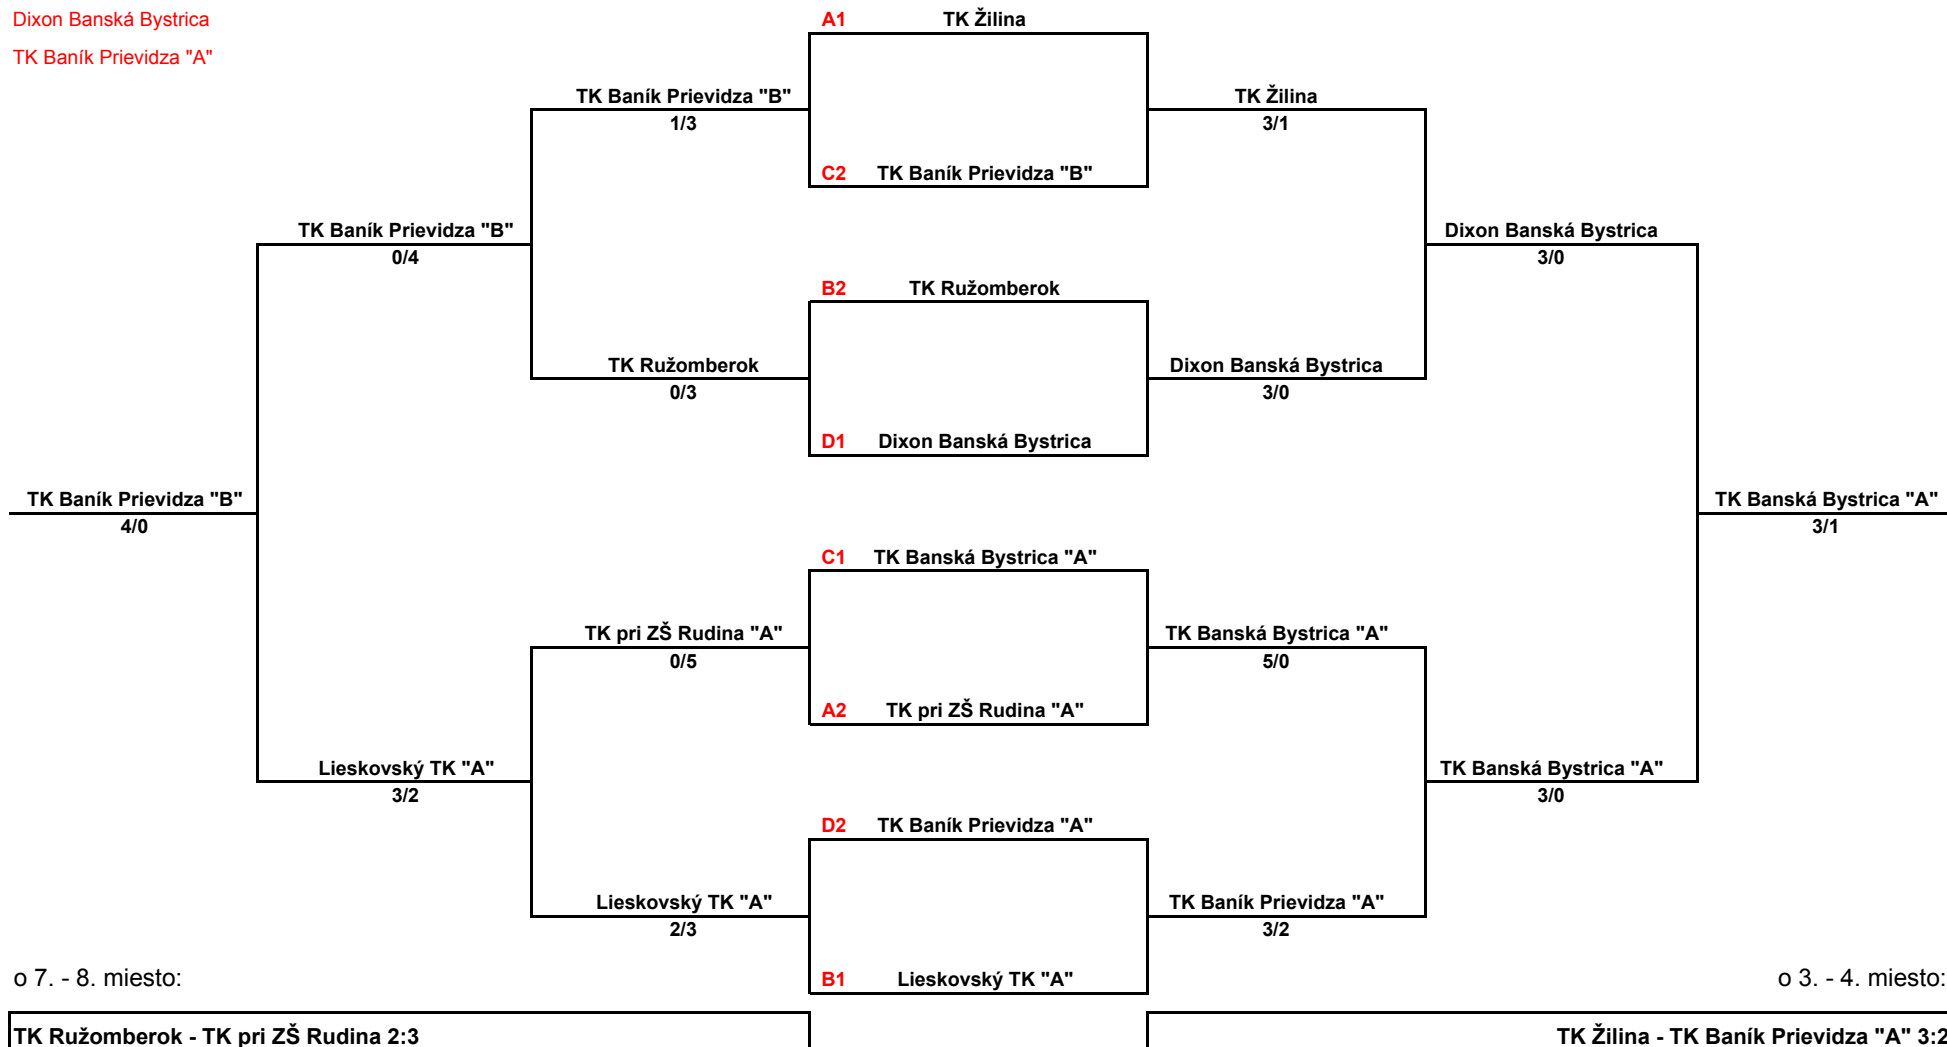 Dixon Banská Bystrica
A1 TK Žilina
TK Baník Prievidza "A"
TK Baník Prievidza "B"
TK Žilina
1/3
3/1
C2 TK Baník Prievidza "B"
TK Baník Prievidza "B"
Dixon Banská Bystrica
0/4
3/0
B2 TK Ružomberok
TK Ružomberok
Dixon Banská Bystrica
0/3
3/0
D1 Dixon Banská Bystrica
TK Baník Prievidza "B"
TK Banská Bystrica "A"
4/0
3/1
C1 TK Banská Bystrica "A"
TK pri ZŠ Rudina "A"
TK Banská Bystrica "A"
0/5
5/0
A2 TK pri ZŠ Rudina "A"
Lieskovský TK "A"
TK Banská Bystrica "A"
3/2
3/0
D2 TK Baník Prievidza "A"
Lieskovský TK "A"
TK Baník Prievidza "A"
2/3
3/2
o 7. - 8. miesto:
B1 Lieskovský TK "A"
o 3. - 4. miesto:
TK Ružomberok - TK pri ZŠ Rudina 2:3
TK Žilina - TK Baník Prievidza "A" 3:2